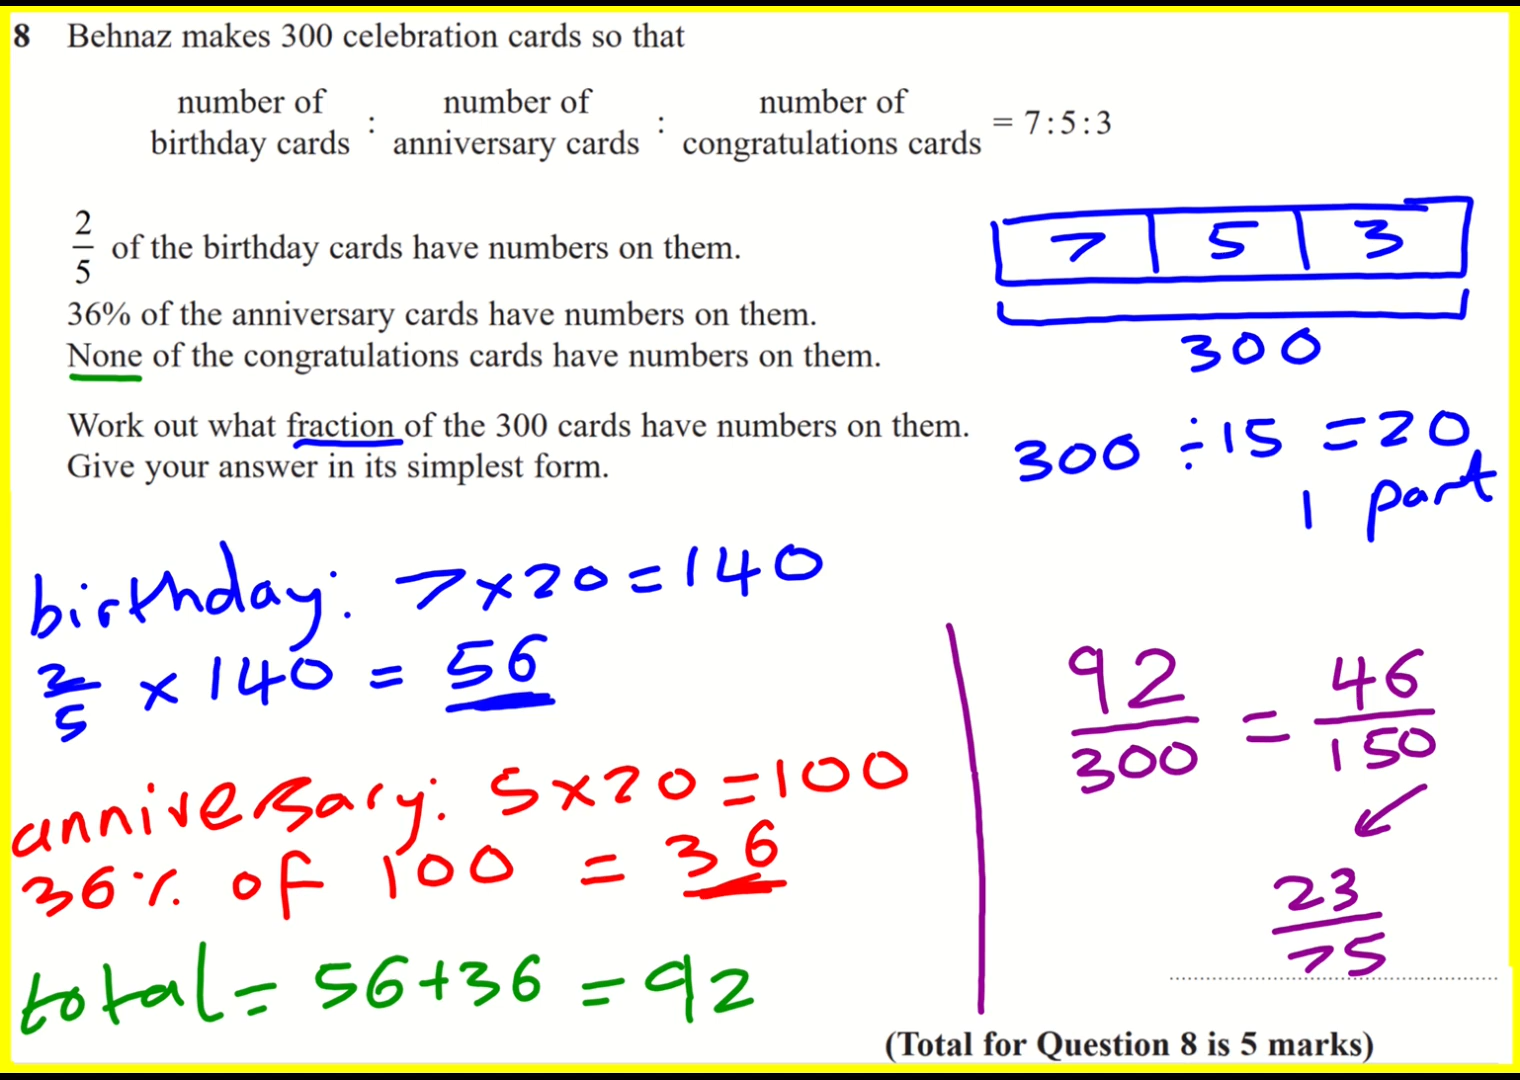 8 Behnaz makes 300 celebration cards so that
number of birthday cards : number of anniversary cards : number of congratulations cards = 7 : 5 : 3
2/5 of the birthday cards have numbers on them.
36% of the anniversary cards have numbers on them.
None of the congratulations cards have numbers on them.
Work out what fraction of the 300 cards have numbers on them.
Give your answer in its simplest form.
7 5 3
300
300 ÷ 15 = 20
1 part
birthday: 7 × 20 = 140
2/5 × 140 = 56
anniversary: 5 × 20 = 100
36% of 100 = 36
total = 56 + 36 = 92
92/300 = 46/150
23/75
(Total for Question 8 is 5 marks)